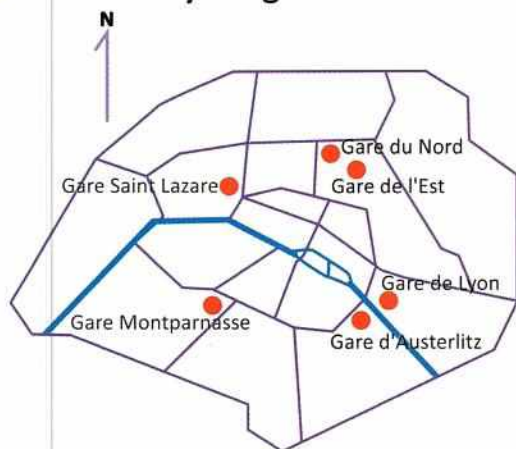 N
Gare du Nord
Gare Saint Lazare
Gare de l'Est
Gare de Lyon
Gare Montparnasse
Gare d'Austerlitz